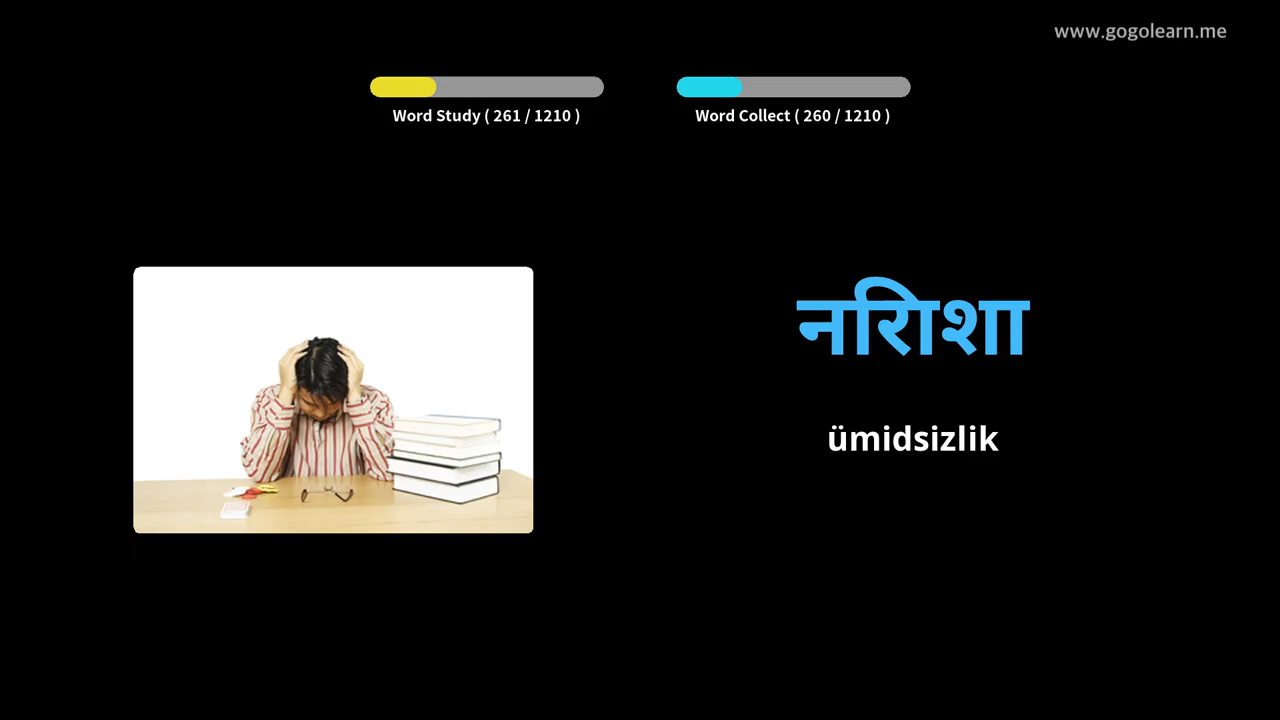 www.gogolearn.me
Word Study ( 261 / 1210 )
Word Collect ( 260 / 1210 )
निराशा
ümidsizlik